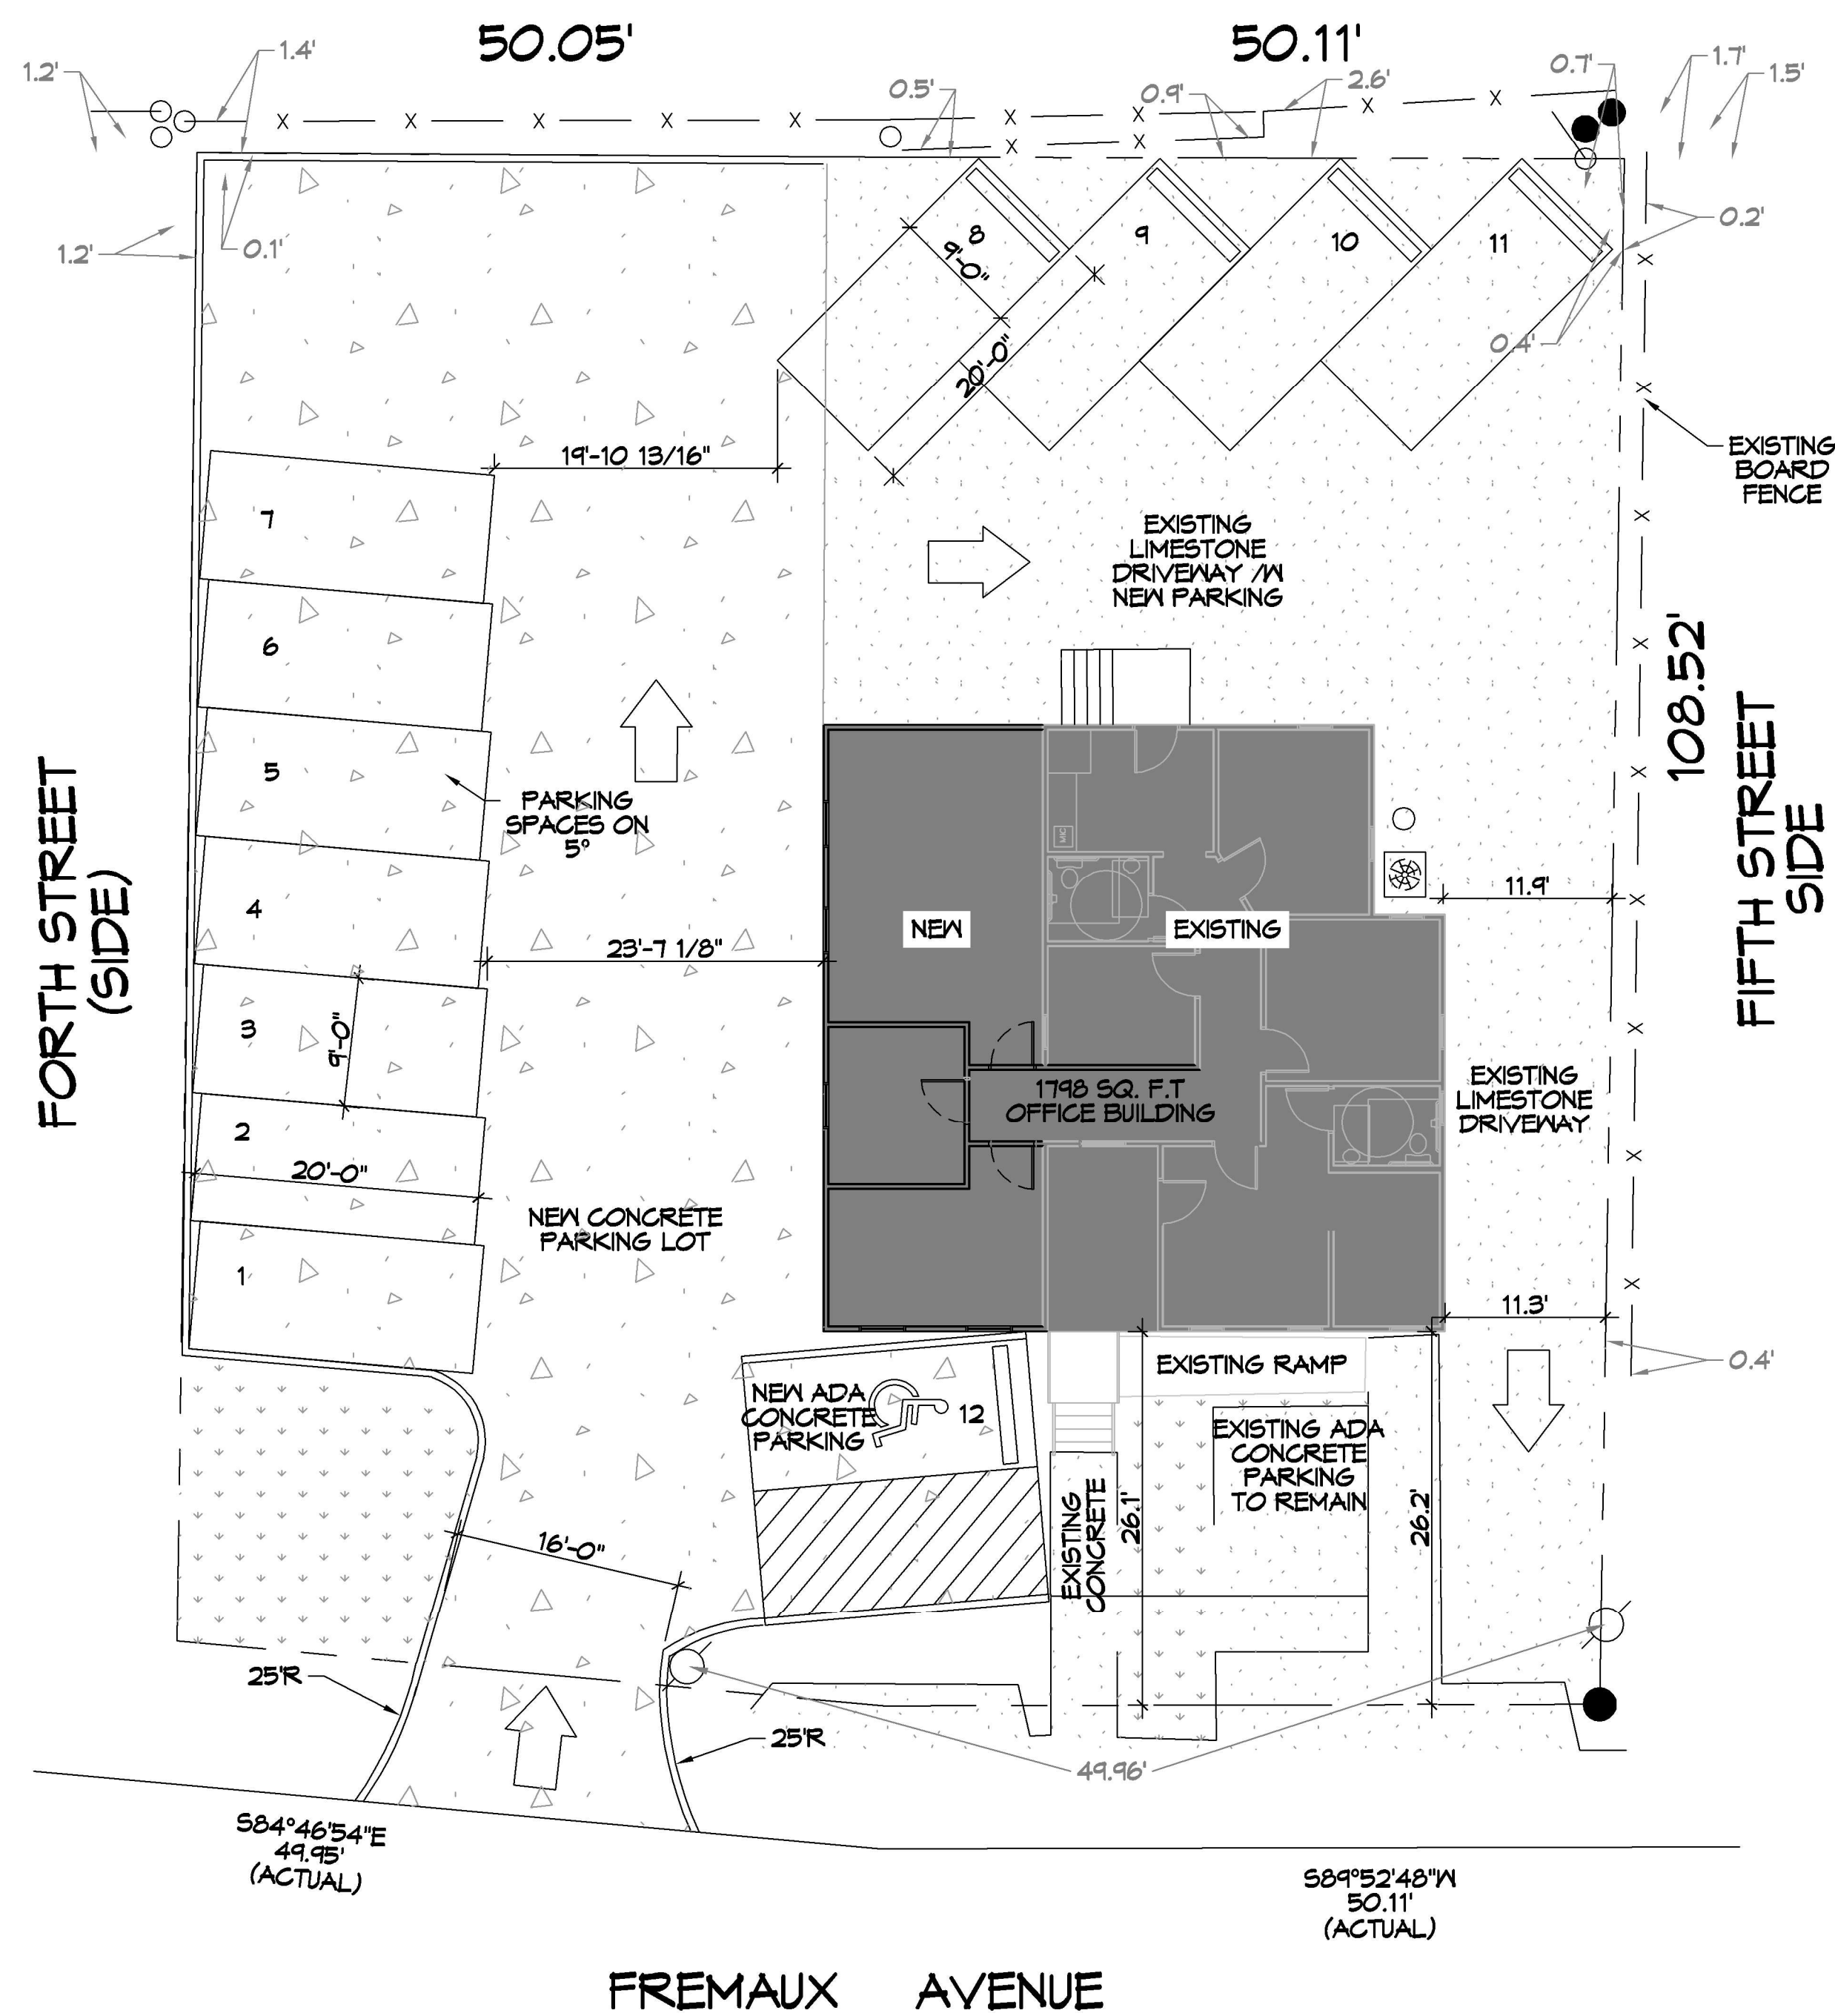 50.05'
50.11'
1.2'
1.4'
0.5'
0.9'
2.6'
0.7'
1.7'
1.5'
X X X X X X X X X X X
1.2'
0.1'
0.2'
0.4'
8
9
10
11
9'-0"
20'-0"
19'-10 13/16"
EXISTING
BOARD
FENCE
EXISTING
LIMESTONE
DRIVEWAY /W
NEW PARKING
7
6
5
4
3
2
1
PARKING
SPACES ON
5°
108.52'
FORTH STREET
(SIDE)
FIFTH STREET
SIDE
11.9'
NEW
EXISTING
23'-7 1/8"
9'-0"
1798 SQ. F.T
OFFICE BUILDING
EXISTING
LIMESTONE
DRIVEWAY
20'-0"
NEW CONCRETE
PARKING LOT
11.3'
0.4'
NEW ADA
CONCRETE
PARKING
12
EXISTING RAMP
EXISTING ADA
CONCRETE
PARKING
TO REMAIN
EXISTING
CONCRETE
26.1'
26.2'
16'-0"
25'R
25'R
49.96'
S84°46'54"E
49.95'
(ACTUAL)
S89°52'48"W
50.11'
(ACTUAL)
FREMAUX AVENUE